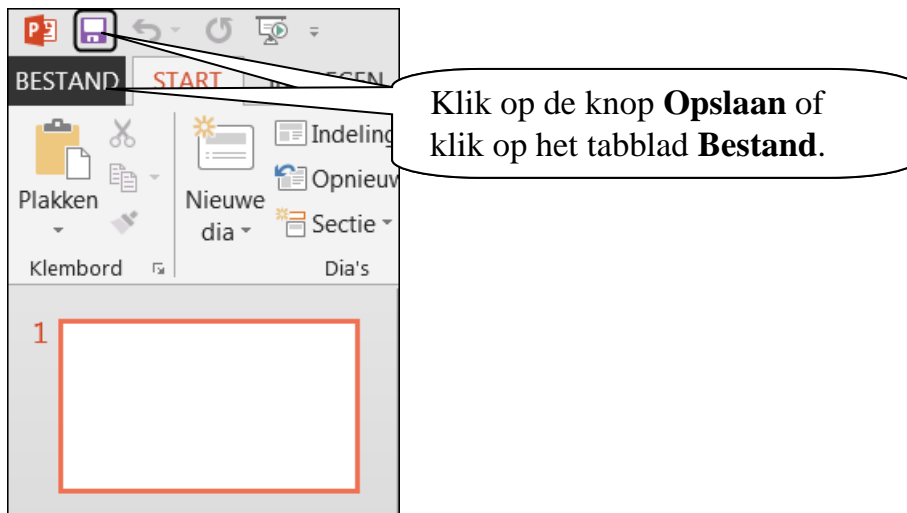 BESTAND START
Klik op de knop Opslaan of
klik op het tabblad Bestand.
Plakken
Klembord
Nieuwe
dia
Indeling
Opnieuw
Sectie
Dia's
1